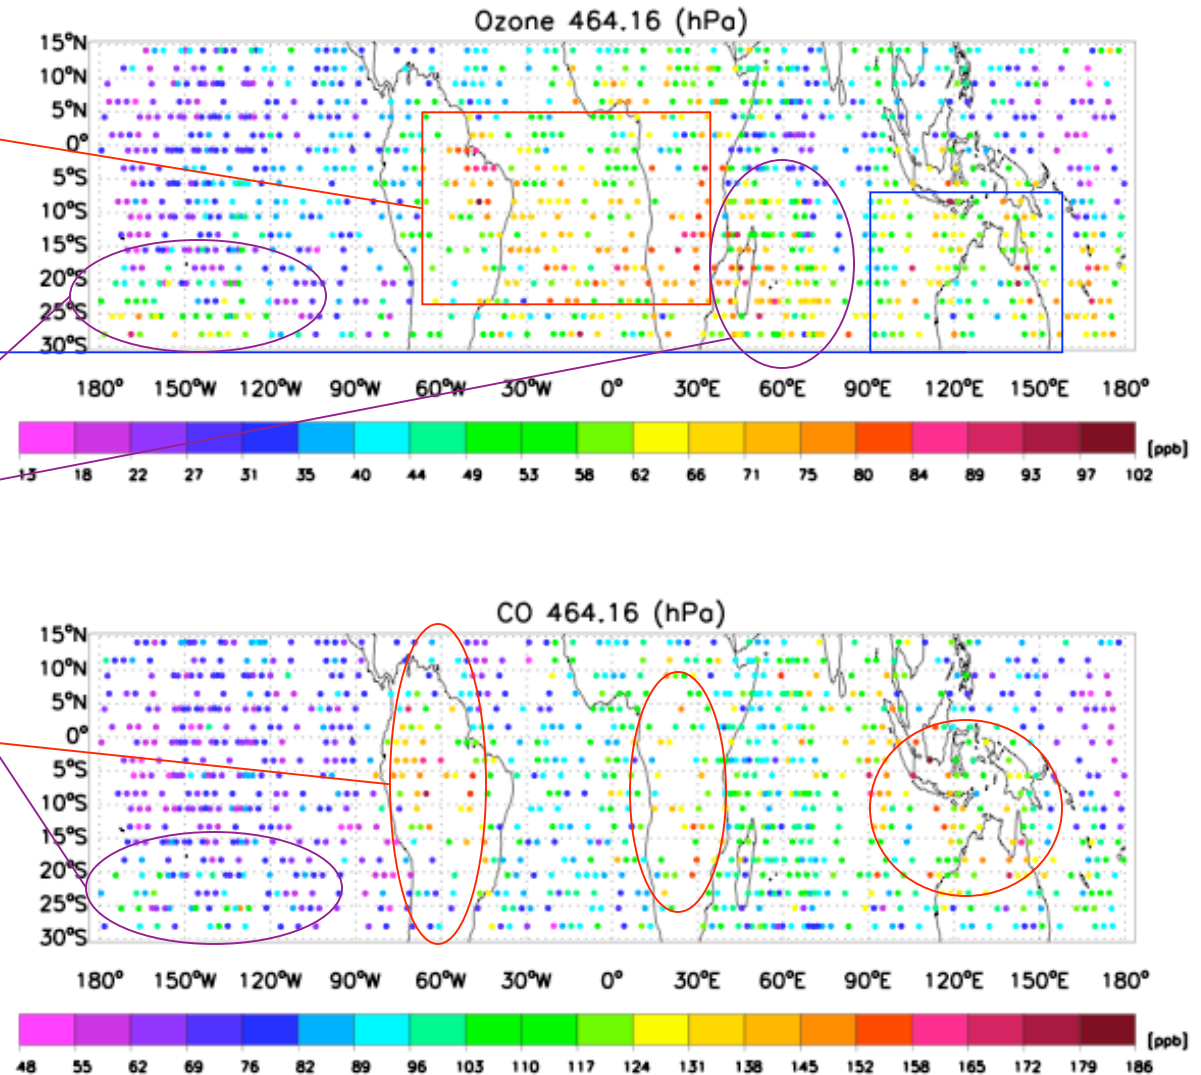 Ozone 464.16 (hPa)
15°N
10°N
5°N
0°
5°S
10°S
15°S
20°S
25°S
30°S
180° 150°W 120°W 90°W 60°W 30°W 0° 30°E 60°E 90°E 120°E 150°E 180°
13 18 22 27 31 35 40 44 49 53 58 62 66 71 75 80 84 89 93 97 102 [ppb]
CO 464.16 (hPa)
15°N
10°N
5°N
0°
5°S
10°S
15°S
20°S
25°S
30°S
180° 150°W 120°W 90°W 60°W 30°W 0° 30°E 60°E 90°E 120°E 150°E 180°
48 55 62 69 76 82 89 96 103 110 117 124 131 138 145 152 158 165 172 179 186 [ppb]